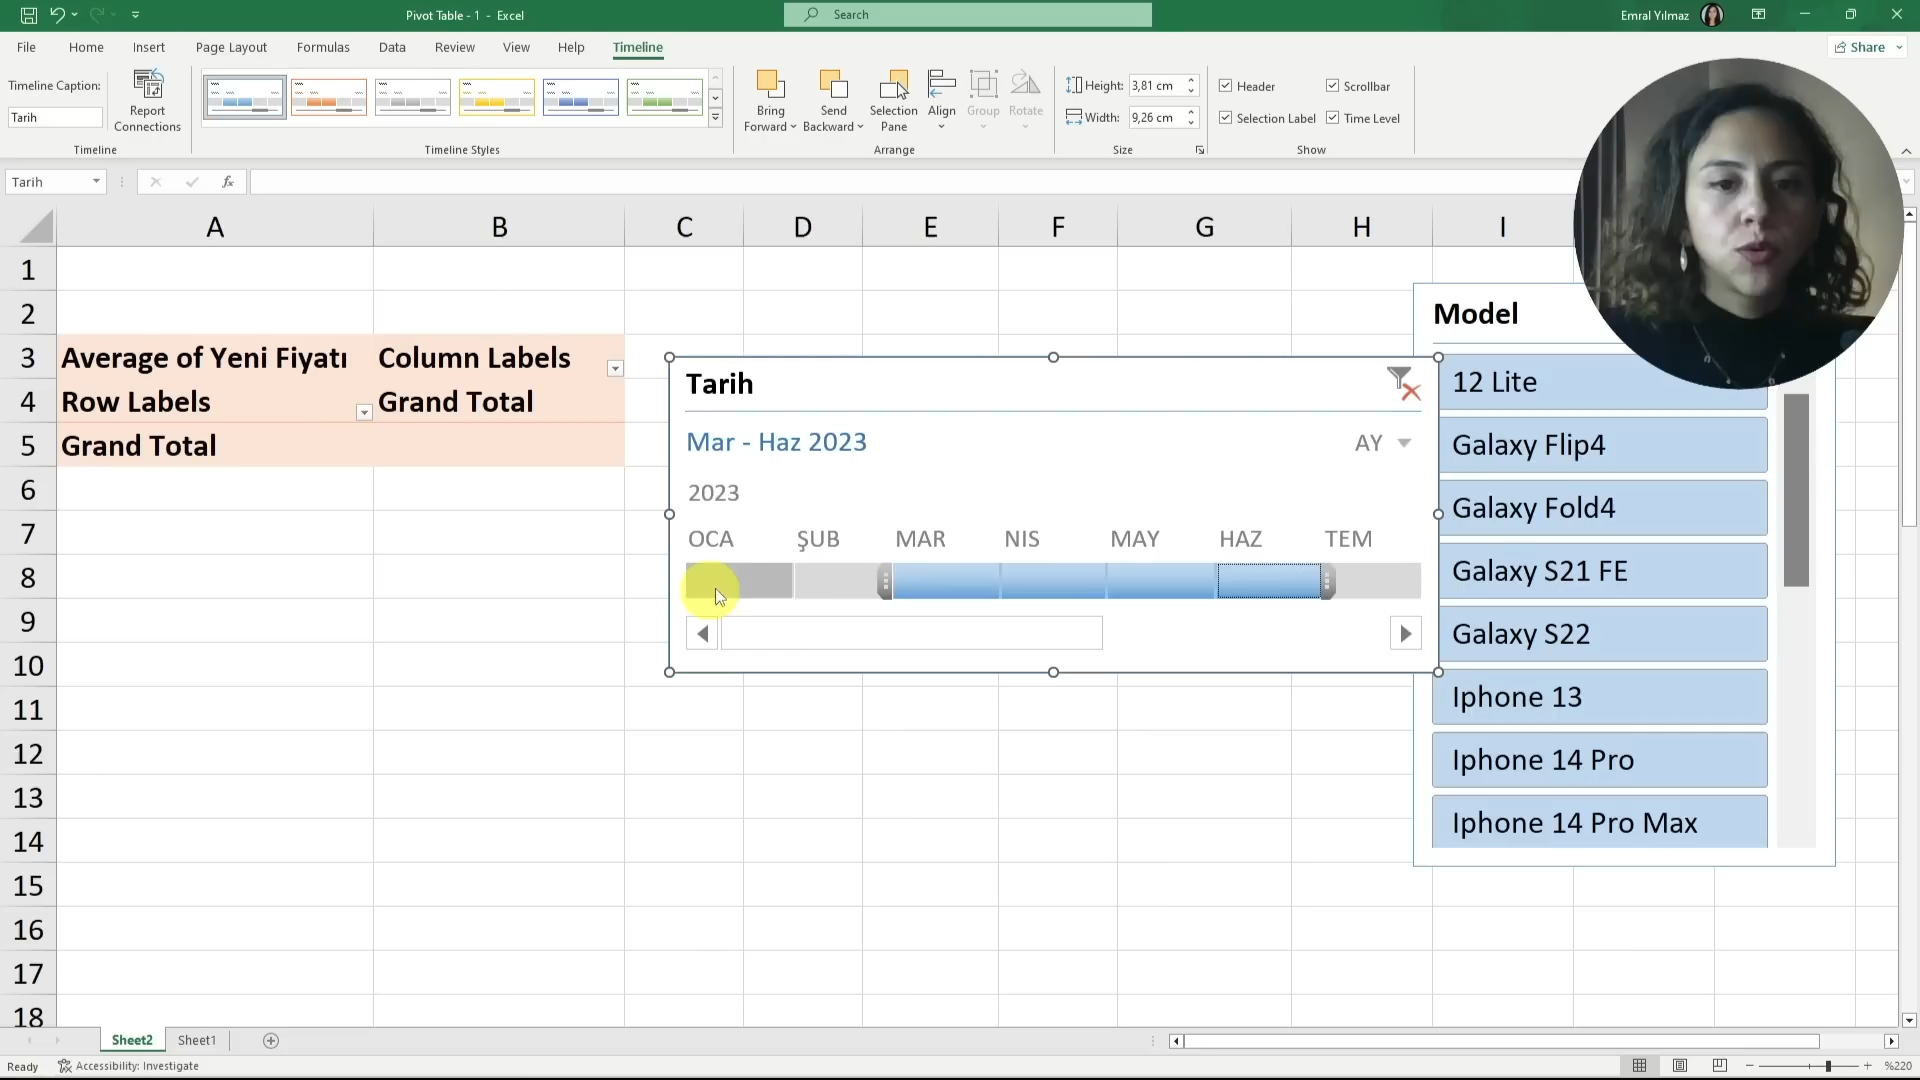 Pivot Table - 1 - Excel
Search
Emral Yılmaz
File Home Insert Page Layout Formulas Data Review View Help Timeline
Share
Timeline Caption:
Tarih
Report Connections
Timeline
Timeline Styles
Bring Forward
Send Backward
Selection Pane
Align
Group
Rotate
Arrange
Height: 3,81 cm
Width: 9,26 cm
Size
Header
Scrollbar
Selection Label
Time Level
Show
Tarih
fx
A B C D E F G H I
1
2
3 Average of Yeni Fiyatı Column Labels
4 Row Labels Grand Total
5 Grand Total
6
7
8
9
10
11
12
13
14
15
16
17
18
Tarih
Mar - Haz 2023
AY
2023
OCA ŞUB MAR NIS MAY HAZ TEM
Model
12 Lite
Galaxy Flip4
Galaxy Fold4
Galaxy S21 FE
Galaxy S22
Iphone 13
Iphone 14 Pro
Iphone 14 Pro Max
Sheet2 Sheet1
Ready
Accessibility: Investigate
%220